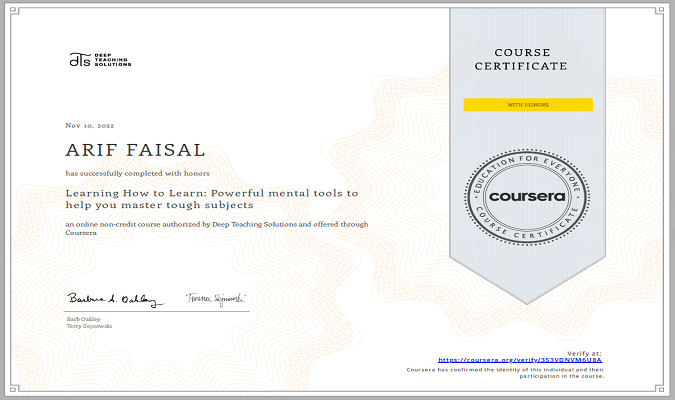 dTs DEEP
TEACHING
SOLUTIONS
COURSE
CERTIFICATE
WITH HONORS
Nov 10, 2022
ARIF FAISAL
has successfully completed with honors
Learning How to Learn: Powerful mental tools to
help you master tough subjects
an online non-credit course authorized by Deep Teaching Solutions and offered through
Coursera
EDUCATION FOR EVERYONE
coursera
COURSE CERTIFICATE
Barbara A. Oakley
Terrence Sejnowski
Barb Oakley
Terry Sejnowski
Verify at:
https://coursera.org/verify/3S3VDNVM6U8A
Coursera has confirmed the identity of this individual and their
participation in the course.